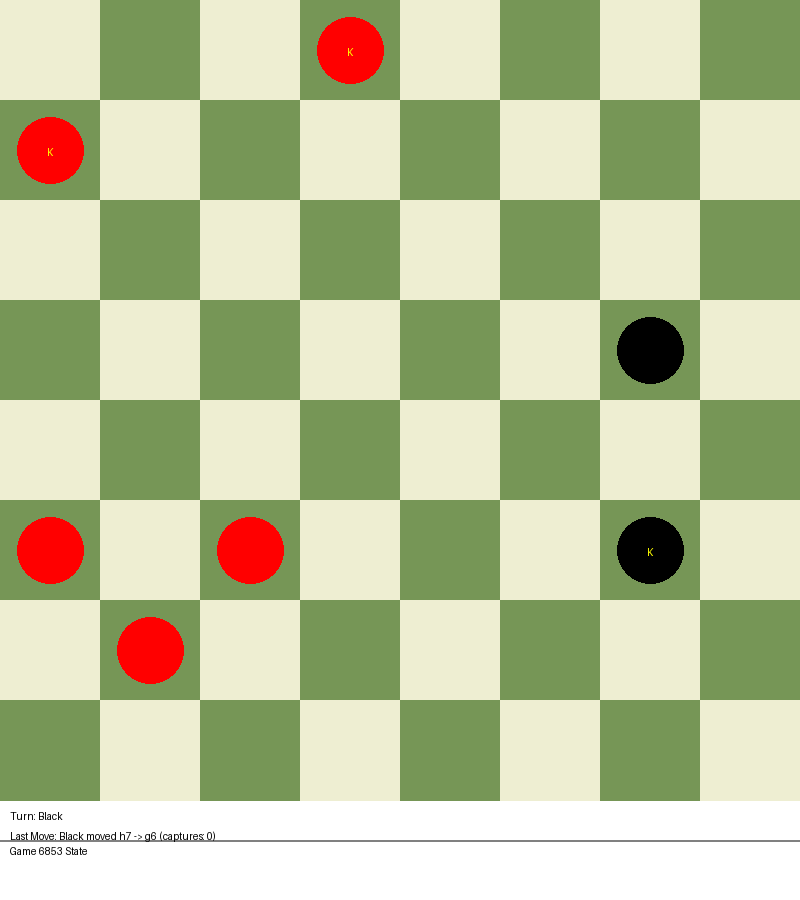 K
K
K
Turn: Black
Last Move: Black moved h7 -> g6 (captures: 0)
Game 6853 State